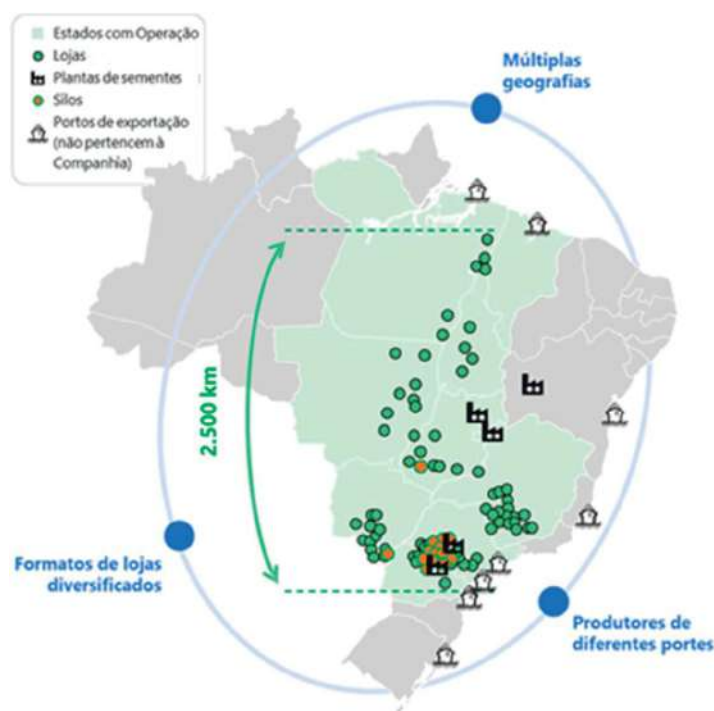 Estados com Operação
Lojas
Plantas de sementes
Silos
Portos de exportação
(não pertencem à
Companhia)
Múltiplas
geografias
2.500 km
Formatos de lojas
diversificados
Produtores de
diferentes portes